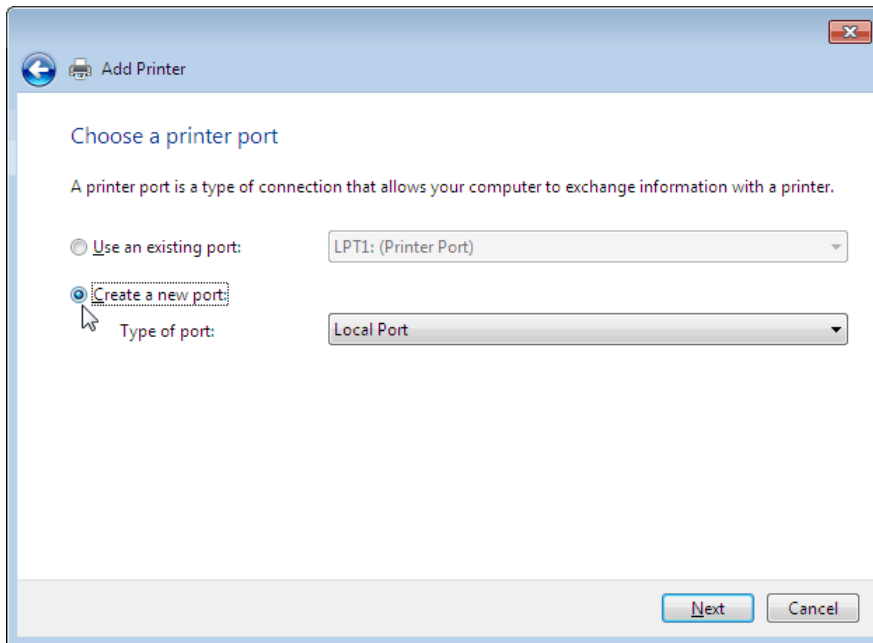 Add Printer
Choose a printer port
A printer port is a type of connection that allows your computer to exchange information with a printer.
Use an existing port: LPT1: (Printer Port)
Create a new port:
Type of port: Local Port
Next Cancel